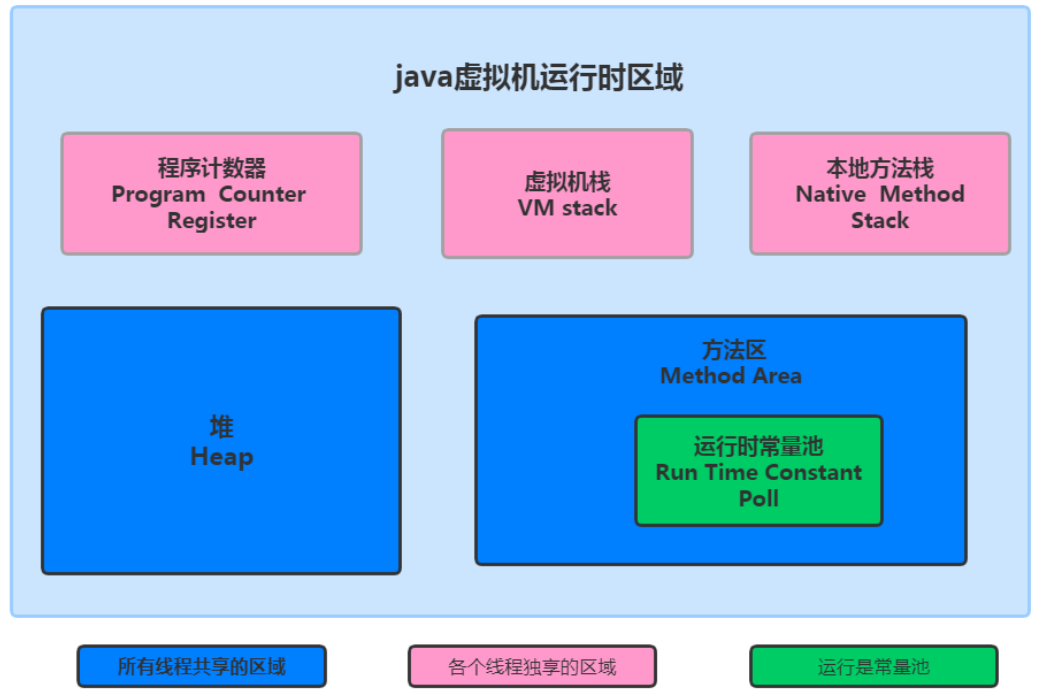 java虚拟机运行时区域
程序计数器
Program Counter
Register
虚拟机栈
VM stack
本地方法栈
Native Method
Stack
堆
Heap
方法区
Method Area
运行时常量池
Run Time Constant
Poll
所有线程共享的区域
各个线程独享的区域
运行是常量池